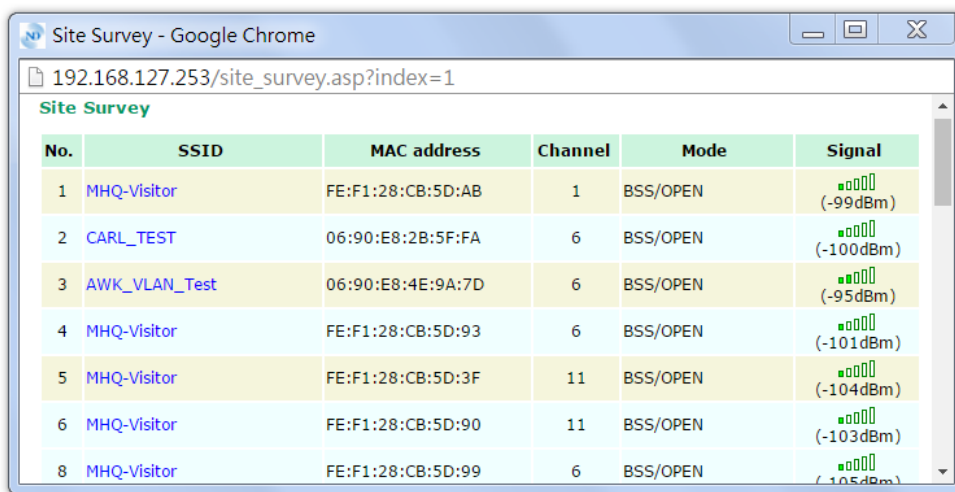 Site Survey - Google Chrome
192.168.127.253/site_survey.asp?index=1
Site Survey
No. SSID MAC address Channel Mode Signal
1 MHQ-Visitor FE:F1:28:CB:5D:AB 1 BSS/OPEN (-99dBm)
2 CARL_TEST 06:90:E8:2B:5F:FA 6 BSS/OPEN (-100dBm)
3 AWK_VLAN_Test 06:90:E8:4E:9A:7D 6 BSS/OPEN (-95dBm)
4 MHQ-Visitor FE:F1:28:CB:5D:93 6 BSS/OPEN (-101dBm)
5 MHQ-Visitor FE:F1:28:CB:5D:3F 11 BSS/OPEN (-104dBm)
6 MHQ-Visitor FE:F1:28:CB:5D:90 11 BSS/OPEN (-103dBm)
8 MHQ-Visitor FE:F1:28:CB:5D:99 6 BSS/OPEN (-105dBm)